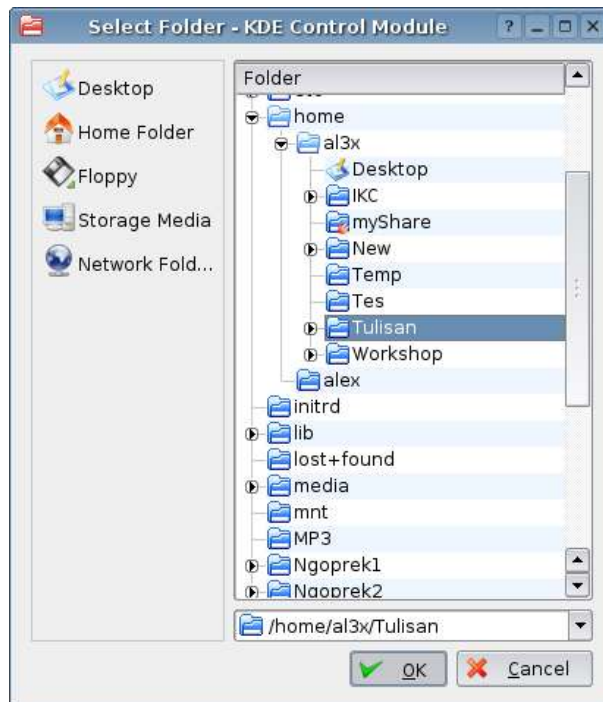 Select Folder - KDE Control Module
Desktop
Home Folder
Floppy
Storage Media
Network Fold...
Folder
home
al3x
Desktop
IKC
myShare
New
Temp
Tes
Tulisan
Workshop
alex
initrd
lib
lost+found
media
mnt
MP3
Ngoprek1
Ngoprek2
/home/al3x/Tulisan
OK
Cancel